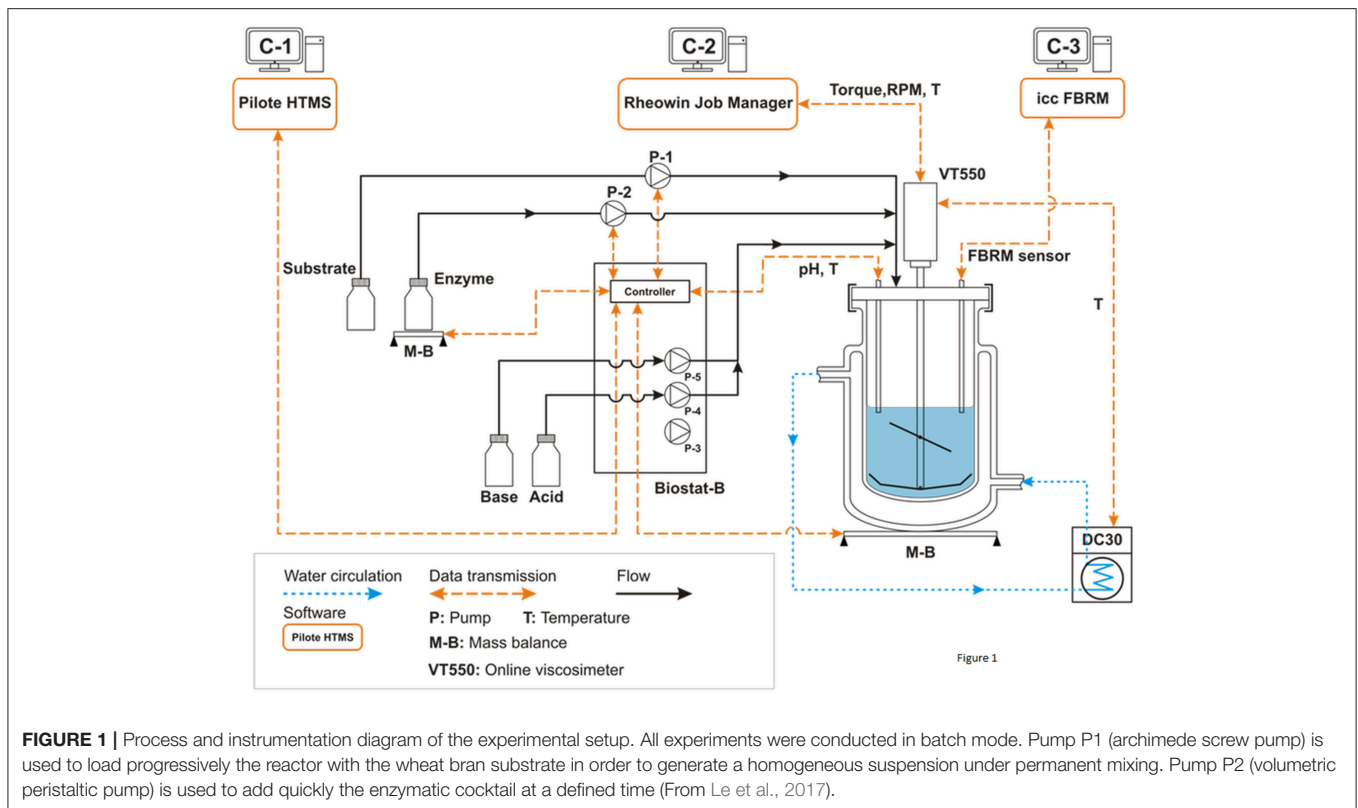 C-1
C-2
C-3
Pilote HTMS
Rheowin Job Manager
icc FBRM
Torque,RPM, T
P-1
VT550
P-2
Substrate
Enzyme
pH, T
FBRM sensor
Controller
T
M-B
P-5
P-4
P-3
Base
Acid
Biostat-B
M-B
DC30
Water circulation
Data transmission
Flow
Software
P: Pump
T: Temperature
Pilote HTMS
M-B: Mass balance
VT550: Online viscosimeter
Figure 1
FIGURE 1 | Process and instrumentation diagram of the experimental setup. All experiments were conducted in batch mode. Pump P1 (archimede screw pump) is
used to load progressively the reactor with the wheat bran substrate in order to generate a homogeneous suspension under permanent mixing. Pump P2 (volumetric
peristaltic pump) is used to add quickly the enzymatic cocktail at a defined time (From Le et al., 2017).